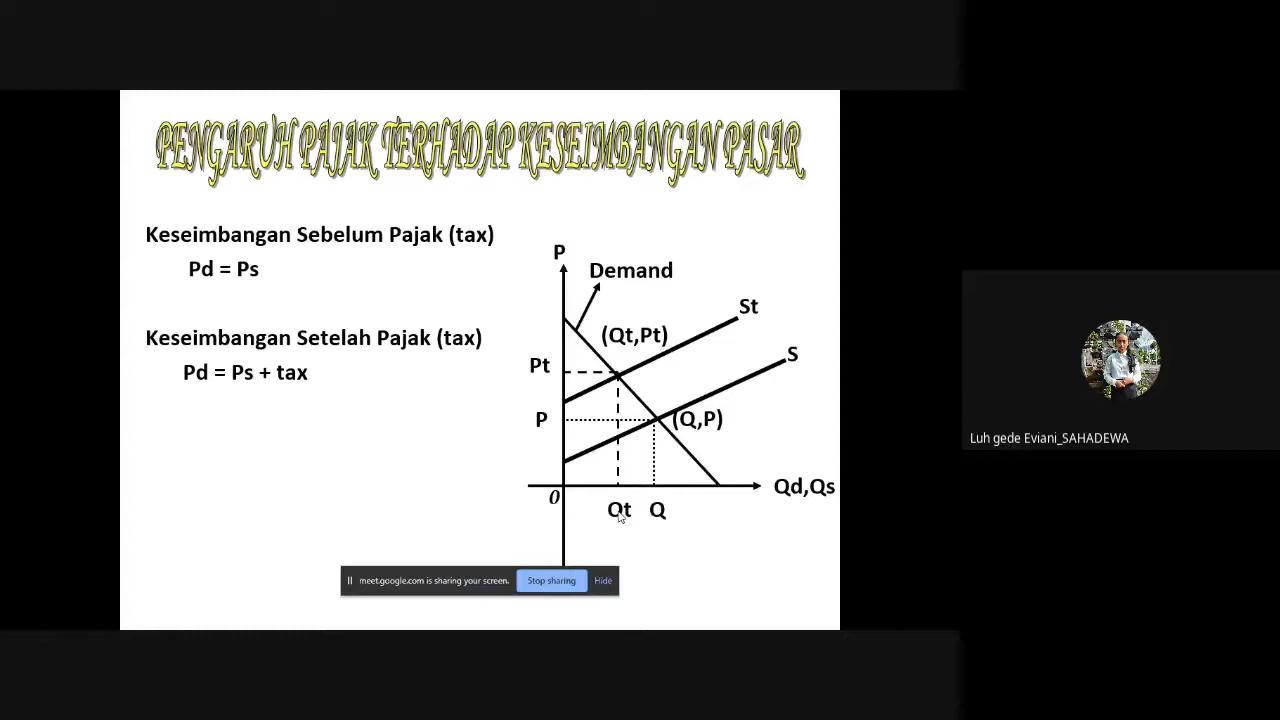 PENGARUH PAJAK TERHADAP KESEIMBANGAN PASAR
Keseimbangan Sebelum Pajak (tax)
Pd = Ps
Keseimbangan Setelah Pajak (tax)
Pd = Ps + tax
P
Demand
St
(Qt,Pt)
S
Pt
P
(Q,P)
0
Qd,Qs
Qt
Q
meet.google.com is sharing your screen.
Stop sharing
Hide
Luh gede Eviani_SAHADEWA